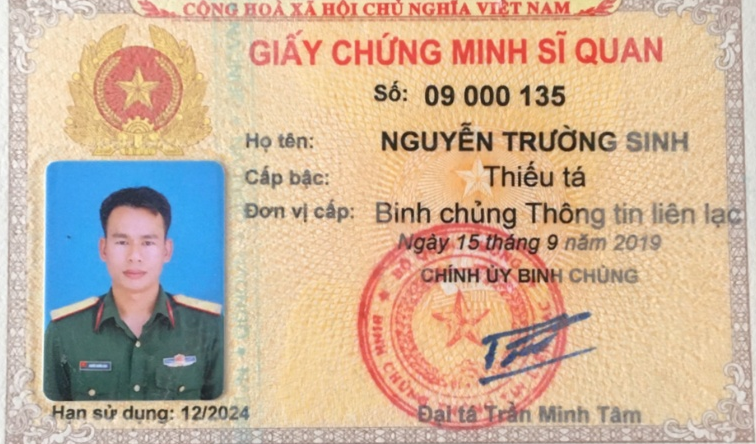 CỘNG HOÀ XÃ HỘI CHỦ NGHĨA VIỆT NAM
GIẤY CHỨNG MINH SĨ QUAN
Số: 09 000 135
Họ tên: NGUYỄN TRƯỜNG SINH
Cấp bậc: Thiếu tá
Đơn vị cấp: Binh chủng Thông tin liên lạc
Ngày 15 tháng 9 năm 2019
CHÍNH ỦY BINH CHỦNG
Hạn sử dụng: 12/2024
Đại tá Trần Minh Tâm